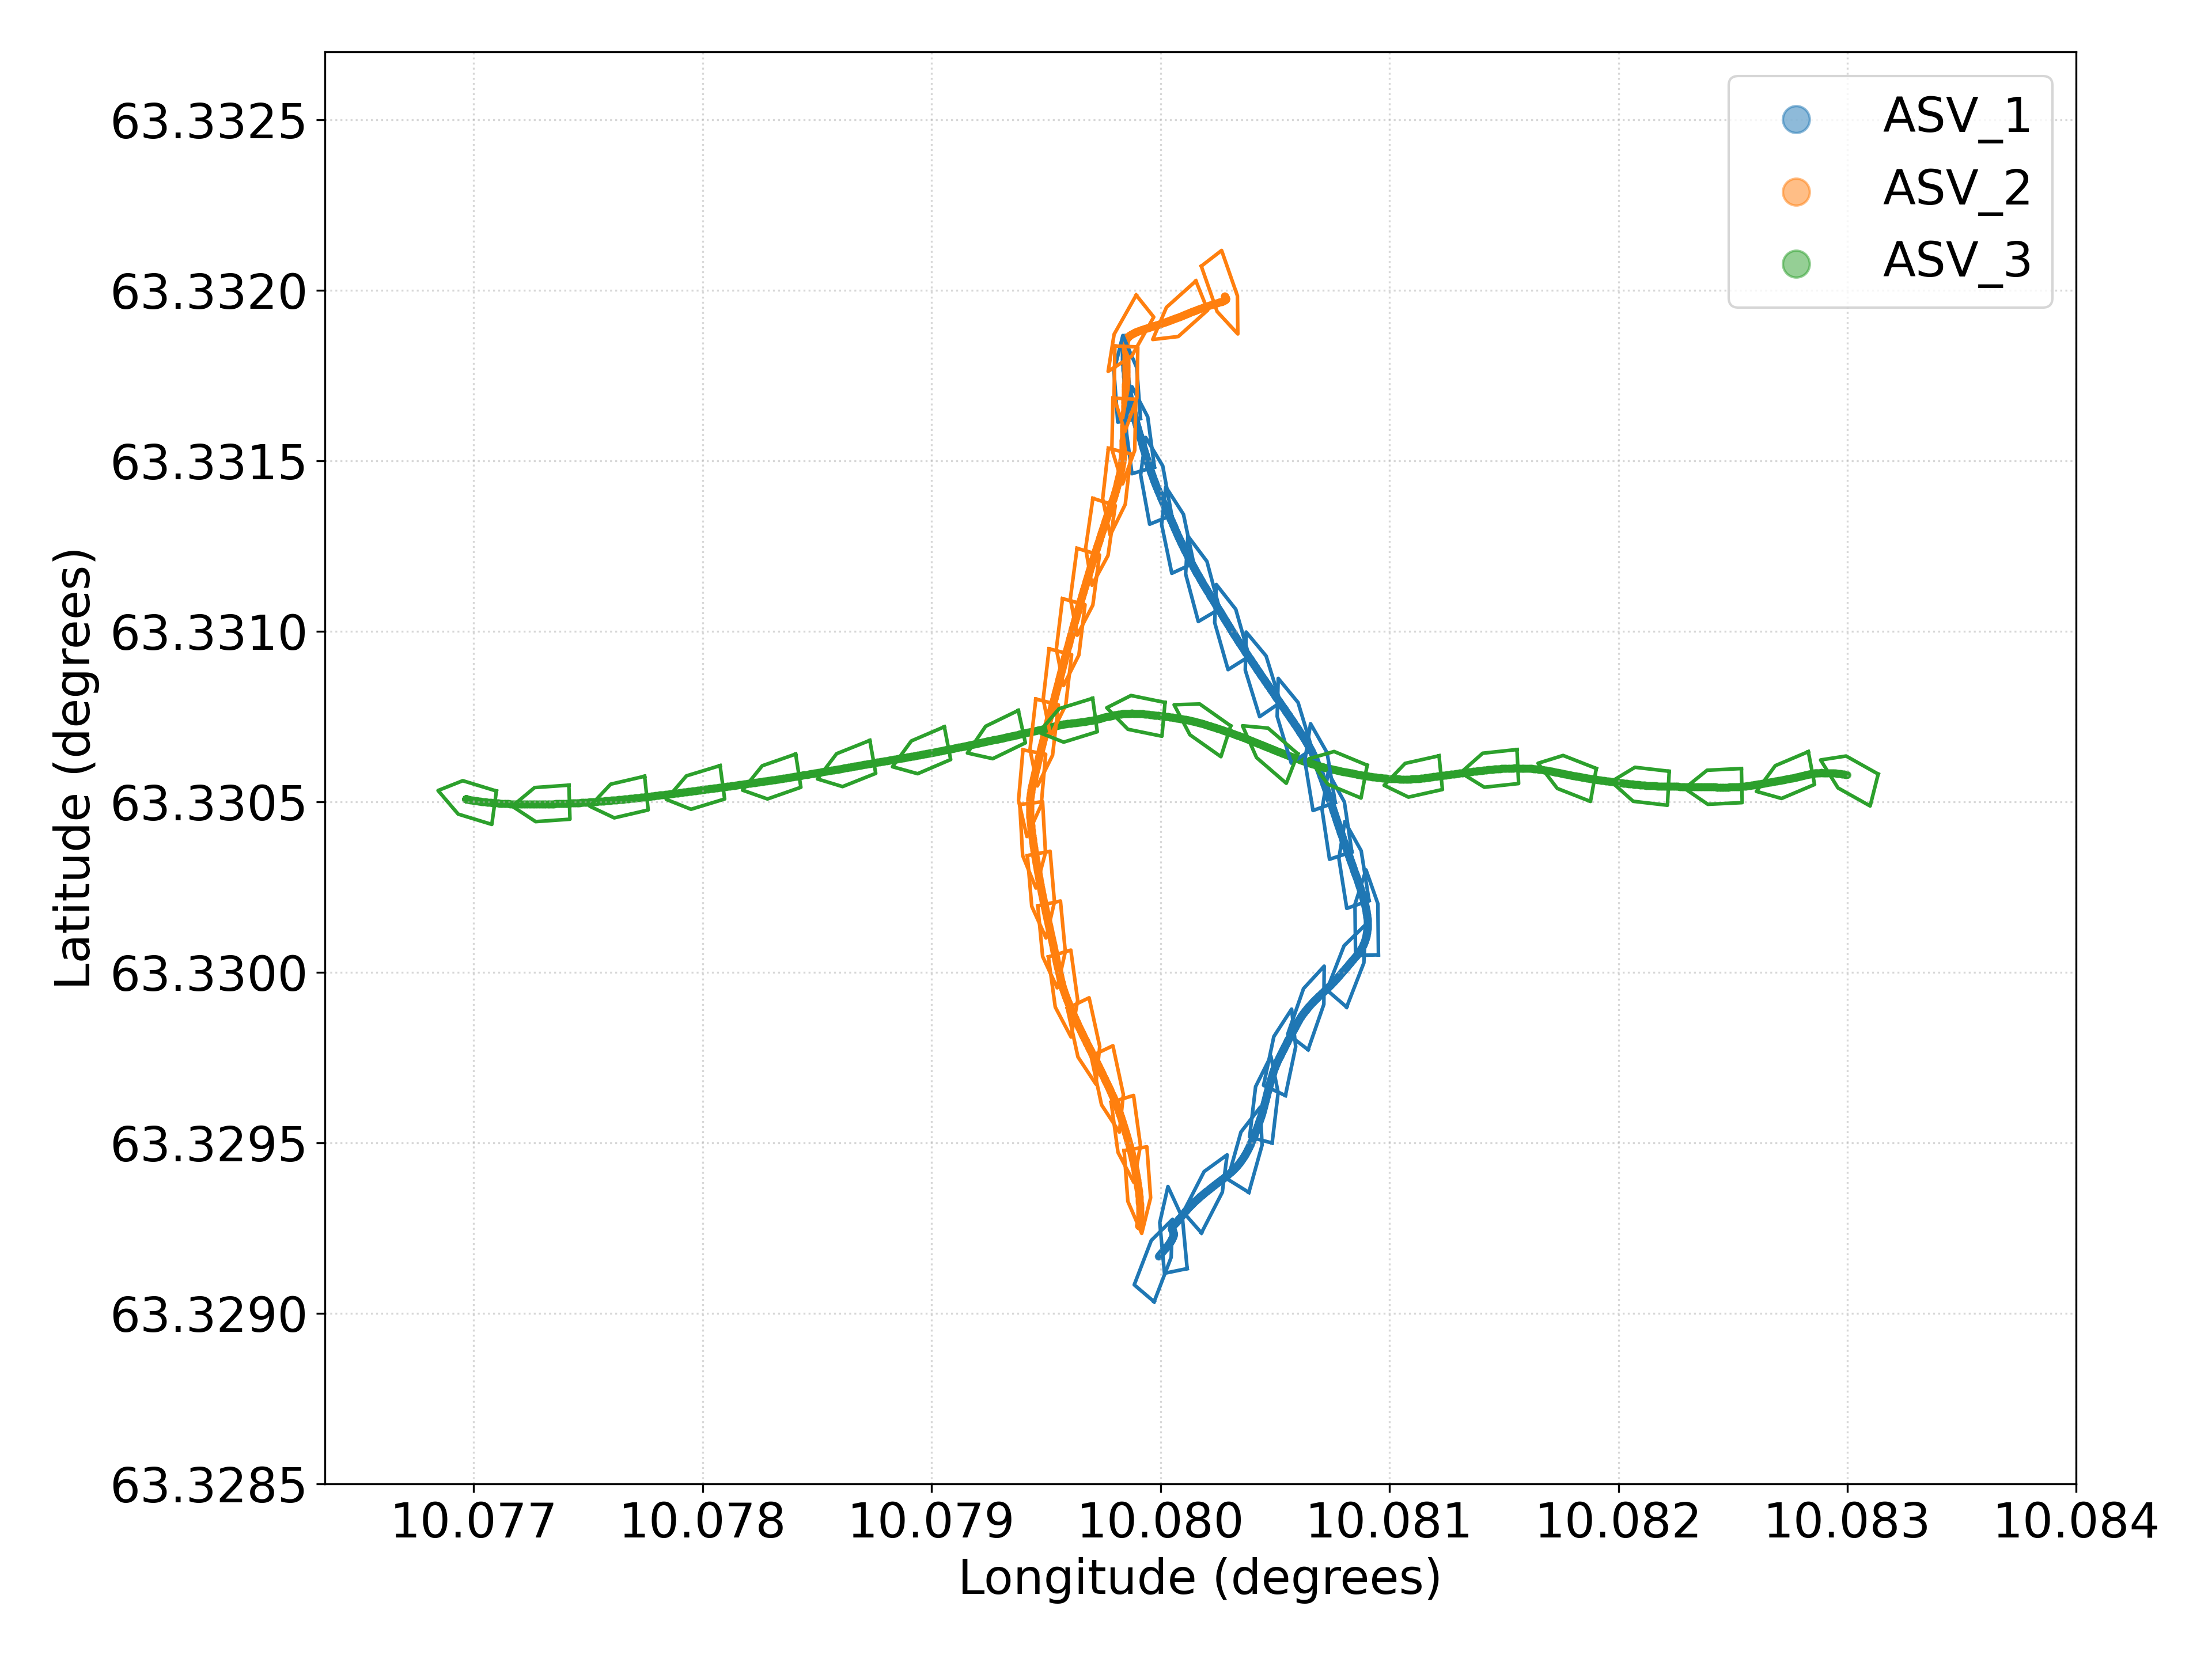 63.3325
63.3320
63.3315
63.3310
63.3305
63.3300
63.3295
63.3290
63.3285
Latitude (degrees)
10.077 10.078 10.079 10.080 10.081 10.082 10.083 10.084
Longitude (degrees)
ASV_1
ASV_2
ASV_3